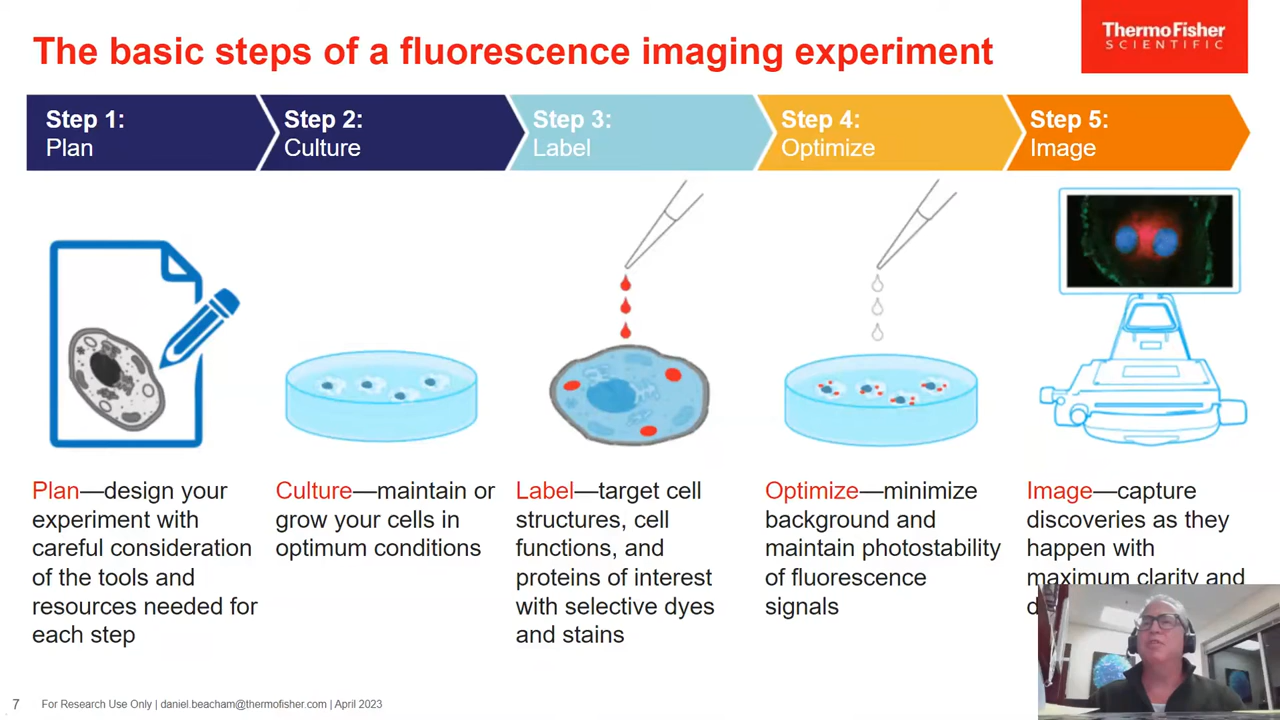 The basic steps of a fluorescence imaging experiment
ThermoFisher
SCIENTIFIC
Step 1:
Plan
Step 2:
Culture
Step 3:
Label
Step 4:
Optimize
Step 5:
Image
Plan—design your
experiment with
careful consideration
of the tools and
resources needed for
each step
Culture—maintain or
grow your cells in
optimum conditions
Label—target cell
structures, cell
functions, and
proteins of interest
with selective dyes
and stains
Optimize—minimize
background and
maintain photostability
of fluorescence
signals
Image—capture
discoveries as they
happen with
maximum clarity and
7
For Research Use Only | daniel.beacham@thermofisher.com | April 2023